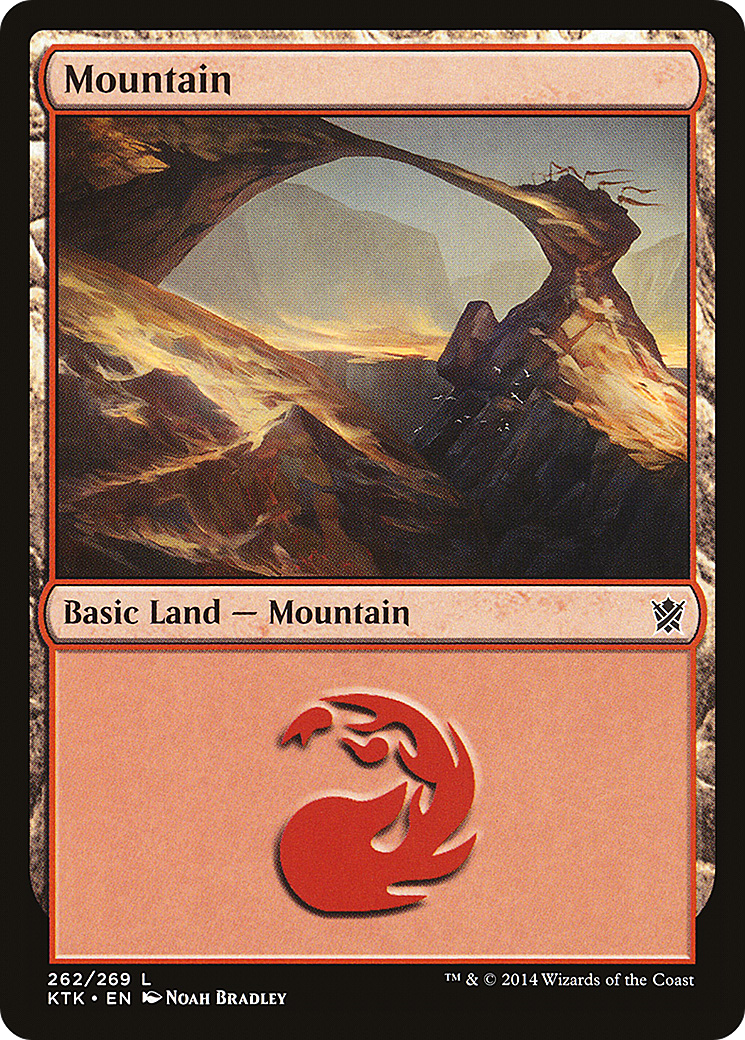 Mountain
Basic Land — Mountain
262/269 L
™ & © 2014 Wizards of the Coast
KTK • EN Noah Bradley